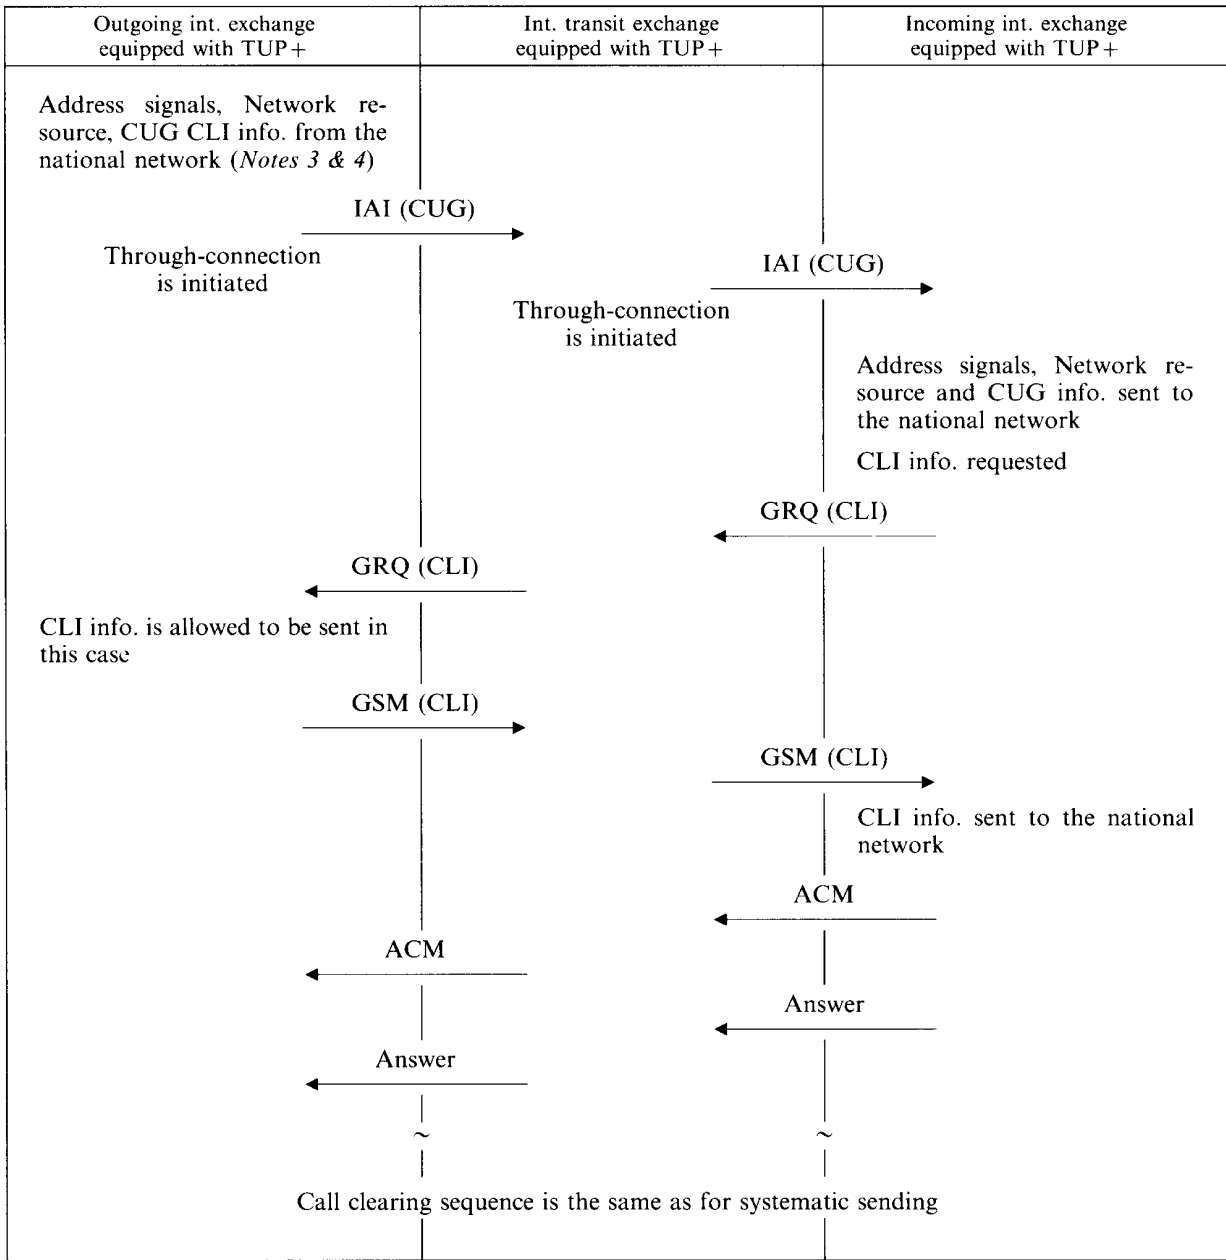 Outgoing int. exchange
equipped with TUP+
Int. transit exchange
equipped with TUP+
Incoming int. exchange
equipped with TUP+
Address signals, Network re-
source, CUG CLI info. from the
national network (Notes 3 & 4)
IAI (CUG)
Through-connection
is initiated
IAI (CUG)
Through-connection
is initiated
Address signals, Network re-
source and CUG info. sent to
the national network
CLI info. requested
GRQ (CLI)
GRQ (CLI)
CLI info. is allowed to be sent in
this case
GSM (CLI)
GSM (CLI)
CLI info. sent to the national
network
ACM
ACM
Answer
Answer
~
~
Call clearing sequence is the same as for systematic sending